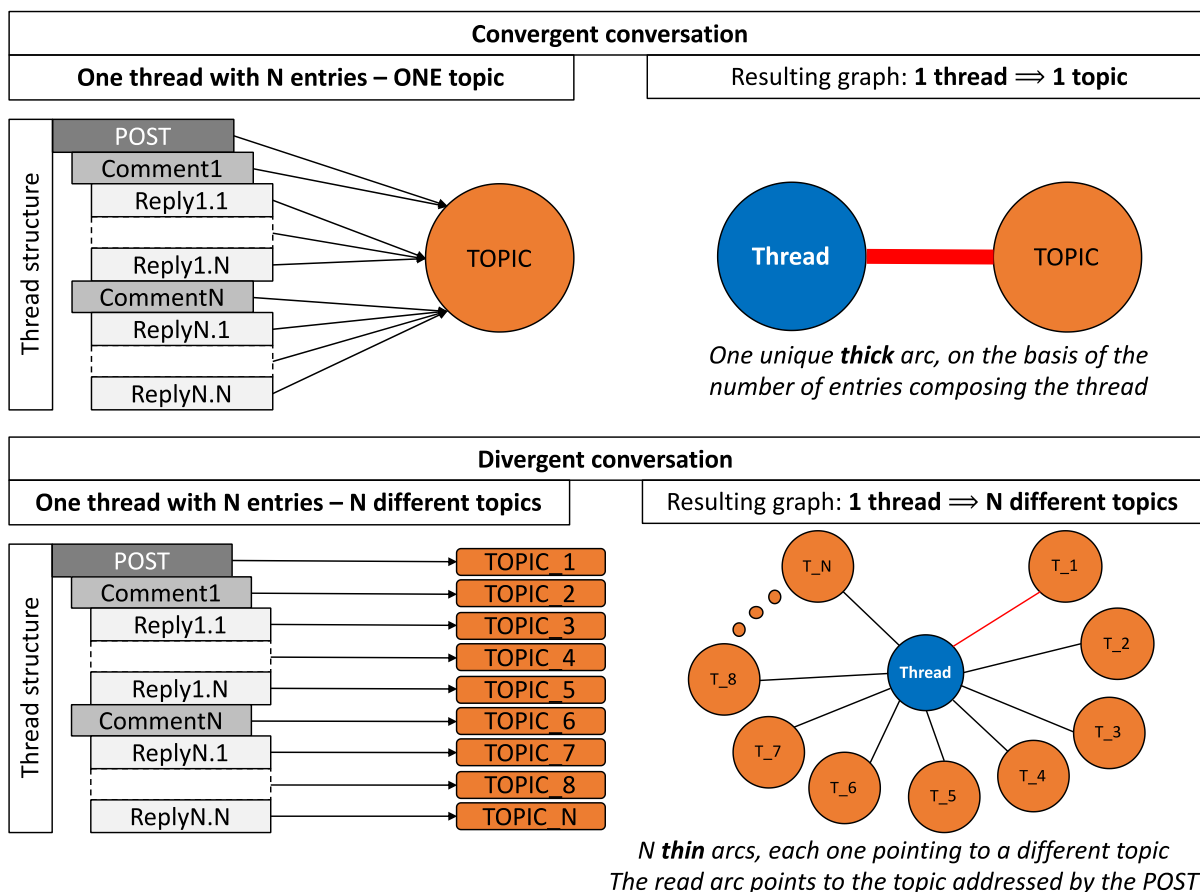 Convergent conversation
One thread with N entries – ONE topic
Resulting graph: 1 thread ⟹ 1 topic
Thread structure
POST
Comment1
Reply1.1
Reply1.N
CommentN
ReplyN.1
ReplyN.N
TOPIC
Thread
TOPIC
One unique thick arc, on the basis of the
number of entries composing the thread
Divergent conversation
One thread with N entries – N different topics
Resulting graph: 1 thread ⟹ N different topics
Thread structure
POST
Comment1
Reply1.1
Reply1.N
CommentN
ReplyN.1
ReplyN.N
TOPIC_1
TOPIC_2
TOPIC_3
TOPIC_4
TOPIC_5
TOPIC_6
TOPIC_7
TOPIC_8
TOPIC_N
T_N
T_1
T_2
Thread
T_8
T_3
T_7
T_4
T_6
T_5
N thin arcs, each one pointing to a different topic
The read arc points to the topic addressed by the POST